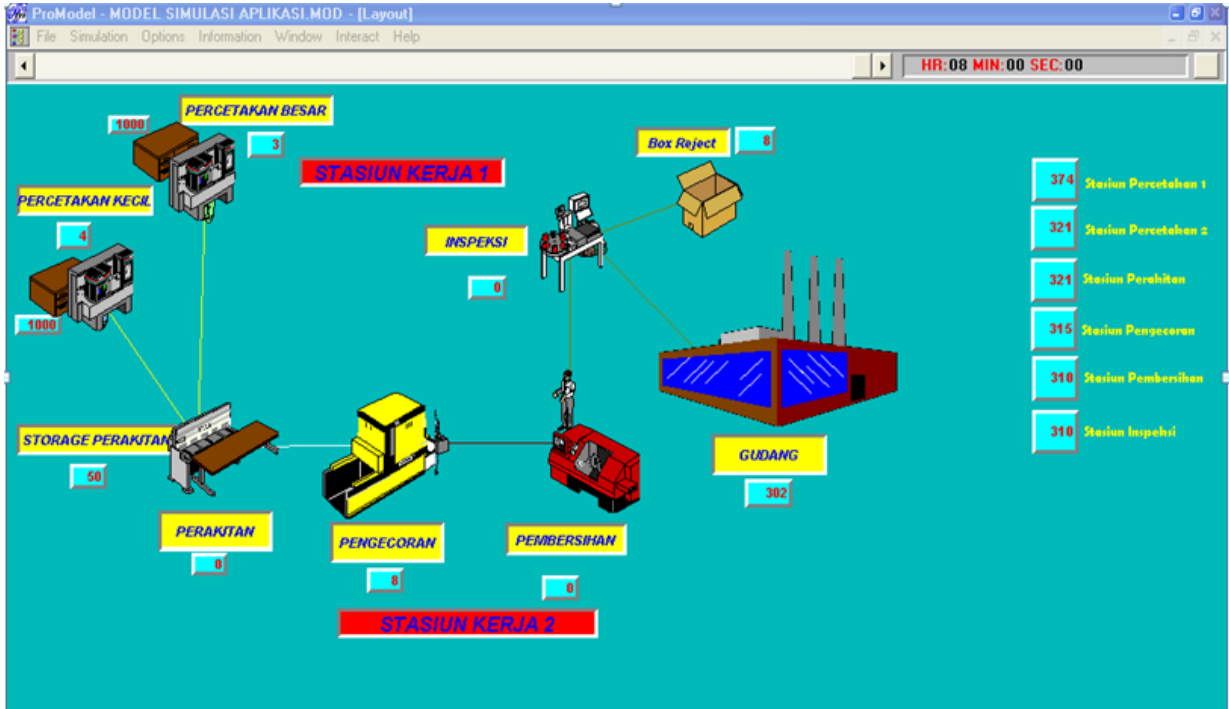 ProModel - MODEL SIMULASI APLIKASI.MOD - [Layout]
File Simulation Options Information Window Interact Help
HR:08 MIN:00 SEC:00
PERCETAKAN BESAR
1000
3
STASIUN KERJA 1
Box Reject
8
PERCETAKAN KECIL
4
1000
INSPEKSI
0
374 Stasiun Percetakan 1
321 Stasiun Percetakan 2
321 Stasiun Perakitan
315 Stasiun Pengecoran
310 Stasiun Pembersihan
310 Stasiun Inspeksi
STORAGE PERAKITAN
50
GUDANG
302
PERAKITAN
0
PENGECORAN
8
PEMBERSIHAN
0
STASIUN KERJA 2